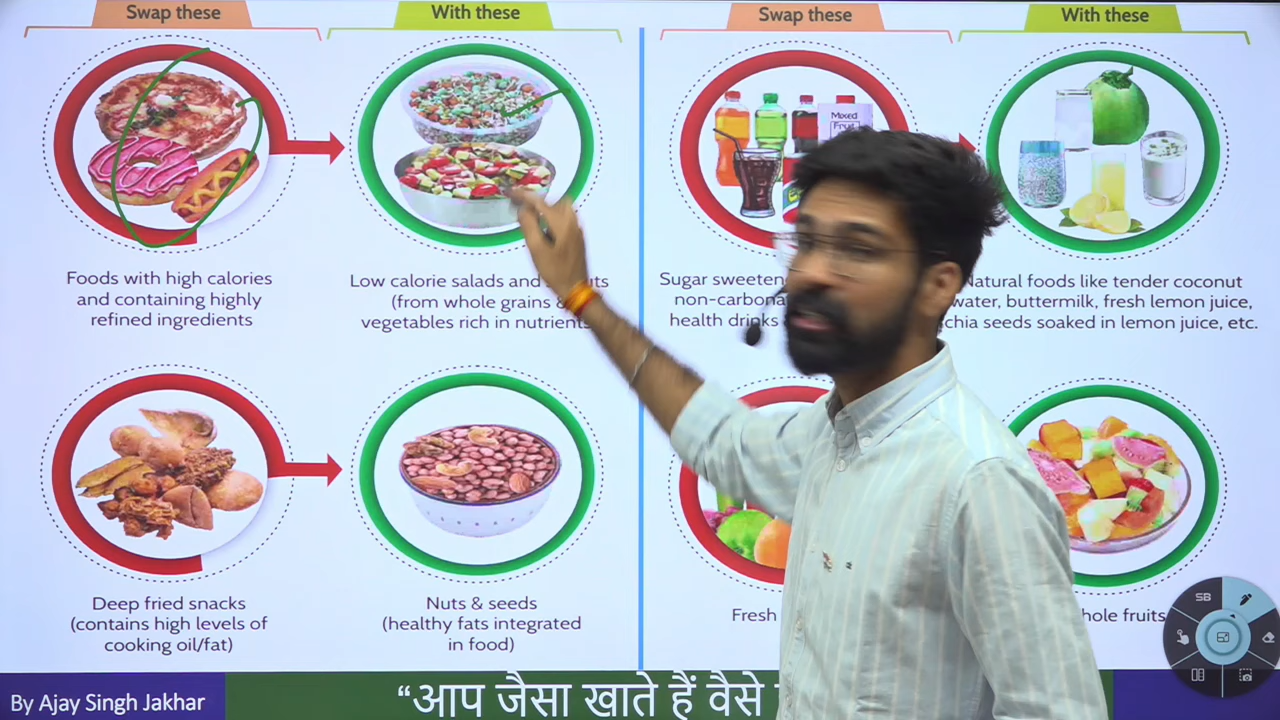 Swap these
With these
Swap these
With these
Mixed
Fruit
Foods with high calories
and containing highly
refined ingredients
Low calorie salads and
(from whole grains &
vegetables rich in nutrients
Sugar
non-carbona
health drinks
Natural foods like tender coconut
water, buttermilk, fresh lemon juice,
chia seeds soaked in lemon juice, etc.
Deep fried snacks
(contains high levels of
cooking oil/fat)
Nuts & seeds
(healthy fats integrated
in food)
Fresh
fruits
SB
By Ajay Singh Jakhar
“आप जैसा खाते हैं वैसे